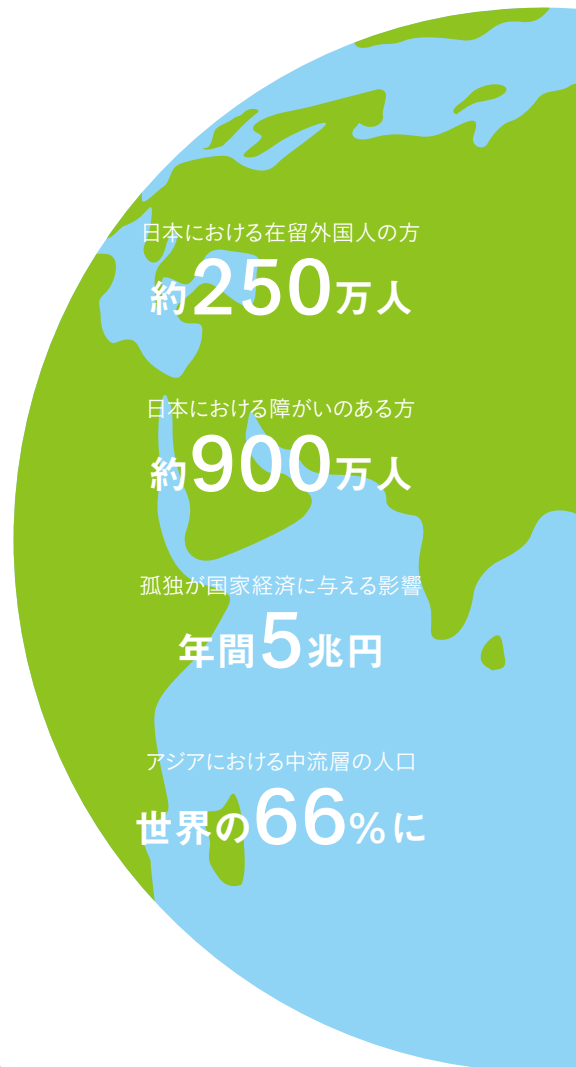 日本における在留外国人の方
約250万人
日本における障がいのある方
約900万人
孤独が国家経済に与える影響
年間5兆円
アジアにおける中流層の人口
世界の66%に